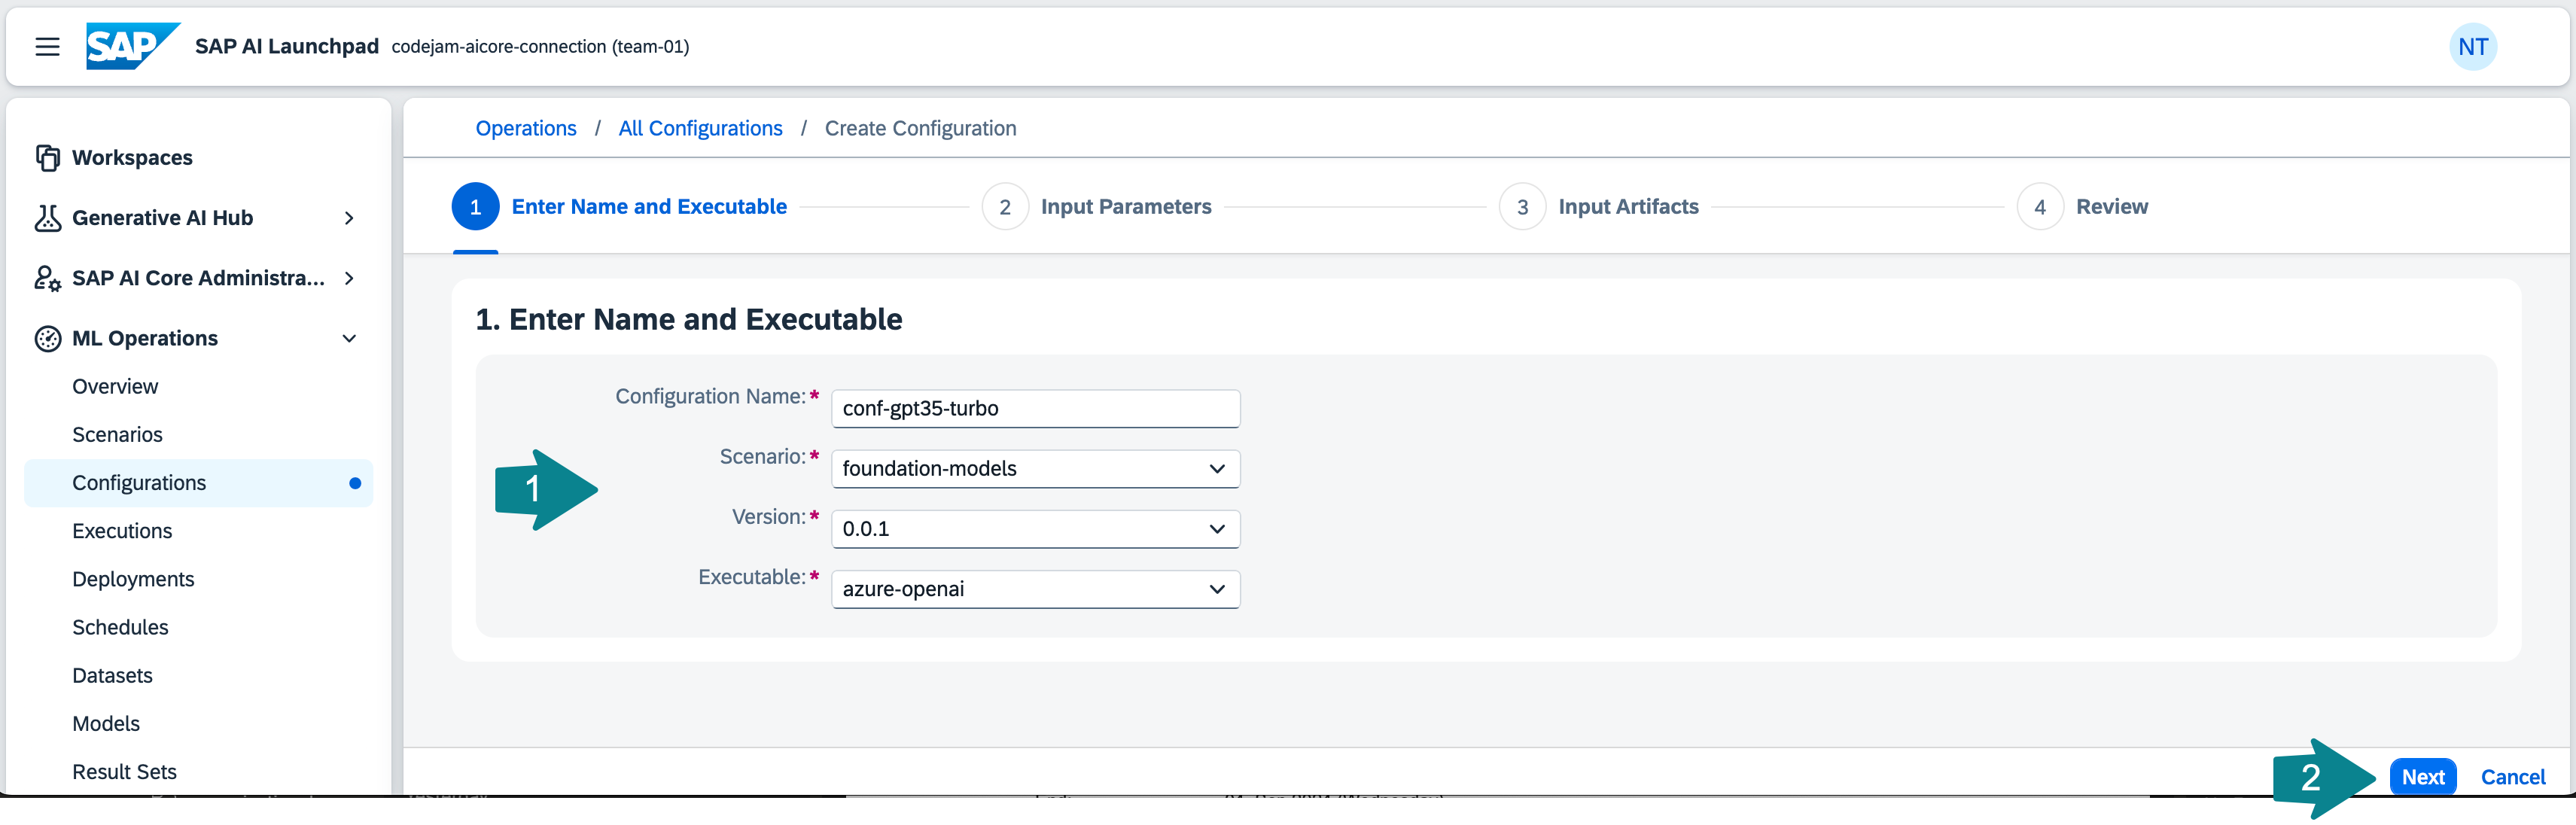 SAP SAP AI Launchpad codejam-aicore-connection (team-01) NT
Workspaces
Generative AI Hub
SAP AI Core Administra...
ML Operations
Overview
Scenarios
Configurations
Executions
Deployments
Schedules
Datasets
Models
Result Sets
Operations / All Configurations / Create Configuration
1 Enter Name and Executable 2 Input Parameters 3 Input Artifacts 4 Review
1. Enter Name and Executable
Configuration Name:* conf-gpt35-turbo
Scenario:* foundation-models
1
Version:* 0.0.1
Executable:* azure-openai
2 Next Cancel